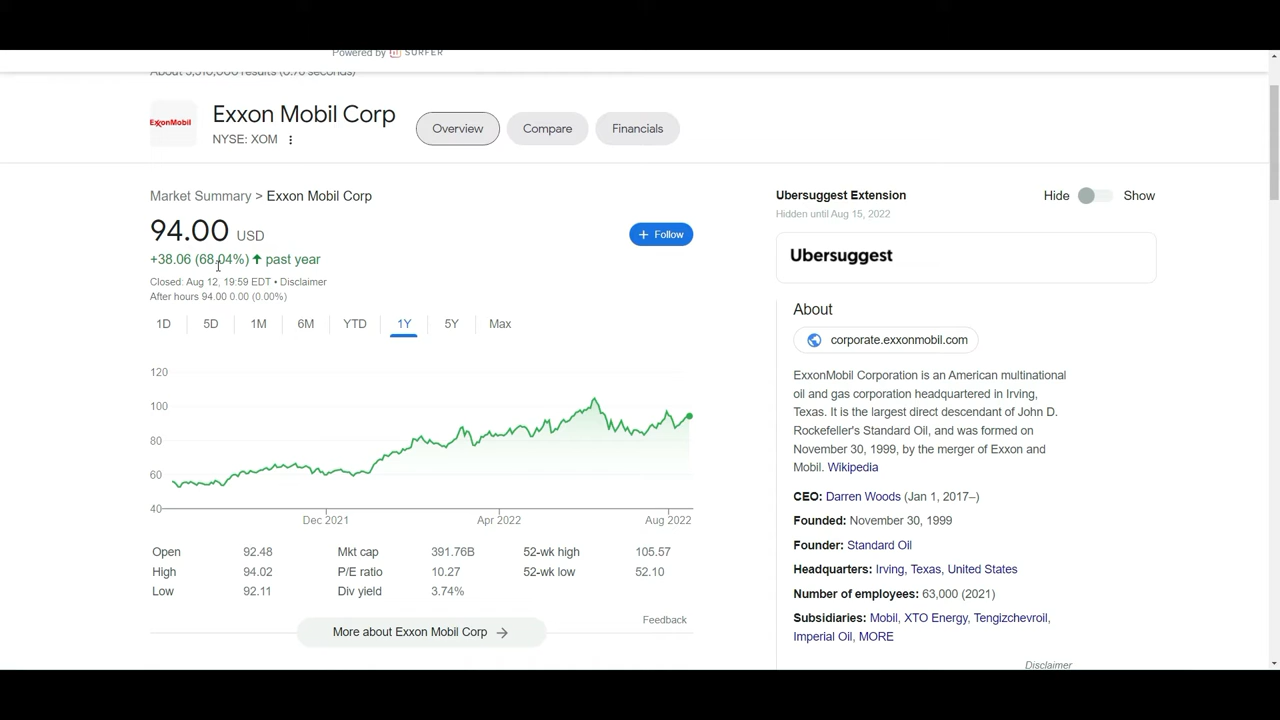 Powered by SURFER
About 5,510,000 results (0.78 seconds)
ExxonMobil
Exxon Mobil Corp
NYSE: XOM
Overview
Compare
Financials
Market Summary > Exxon Mobil Corp
94.00 USD
+ Follow
+38.06 (68.04%) past year
Closed: Aug 12, 19:59 EDT • Disclaimer
After hours 94.00 0.00 (0.00%)
1D 5D 1M 6M YTD 1Y 5Y Max
120
100
80
60
40
Dec 2021 Apr 2022 Aug 2022
Open 92.48 Mkt cap 391.76B 52-wk high 105.57
High 94.02 P/E ratio 10.27 52-wk low 52.10
Low 92.11 Div yield 3.74%
Feedback
More about Exxon Mobil Corp
Ubersuggest Extension
Hide Show
Hidden until Aug 15, 2022
Ubersuggest
About
corporate.exxonmobil.com
ExxonMobil Corporation is an American multinational
oil and gas corporation headquartered in Irving,
Texas. It is the largest direct descendant of John D.
Rockefeller's Standard Oil, and was formed on
November 30, 1999, by the merger of Exxon and
Mobil. Wikipedia
CEO: Darren Woods (Jan 1, 2017–)
Founded: November 30, 1999
Founder: Standard Oil
Headquarters: Irving, Texas, United States
Number of employees: 63,000 (2021)
Subsidiaries: Mobil, XTO Energy, Tengizchevroil,
Imperial Oil, MORE
Disclaimer